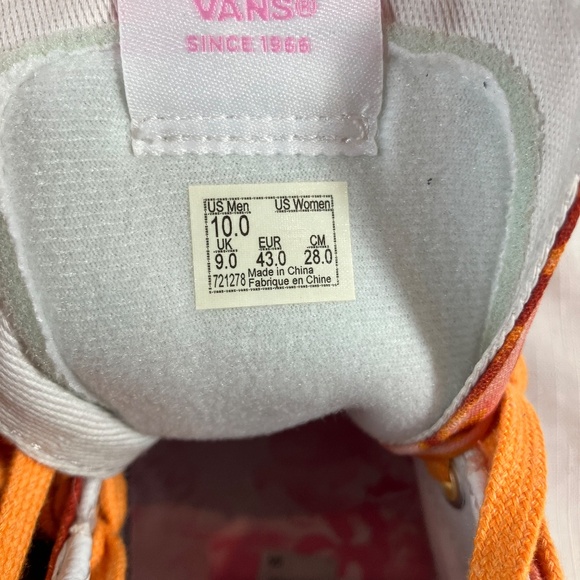 VANS®
SINCE 1966
US Men US Women
10.0
UK EUR CM
9.0 43.0 28.0
721278 Made in China
Fabrique en Chine